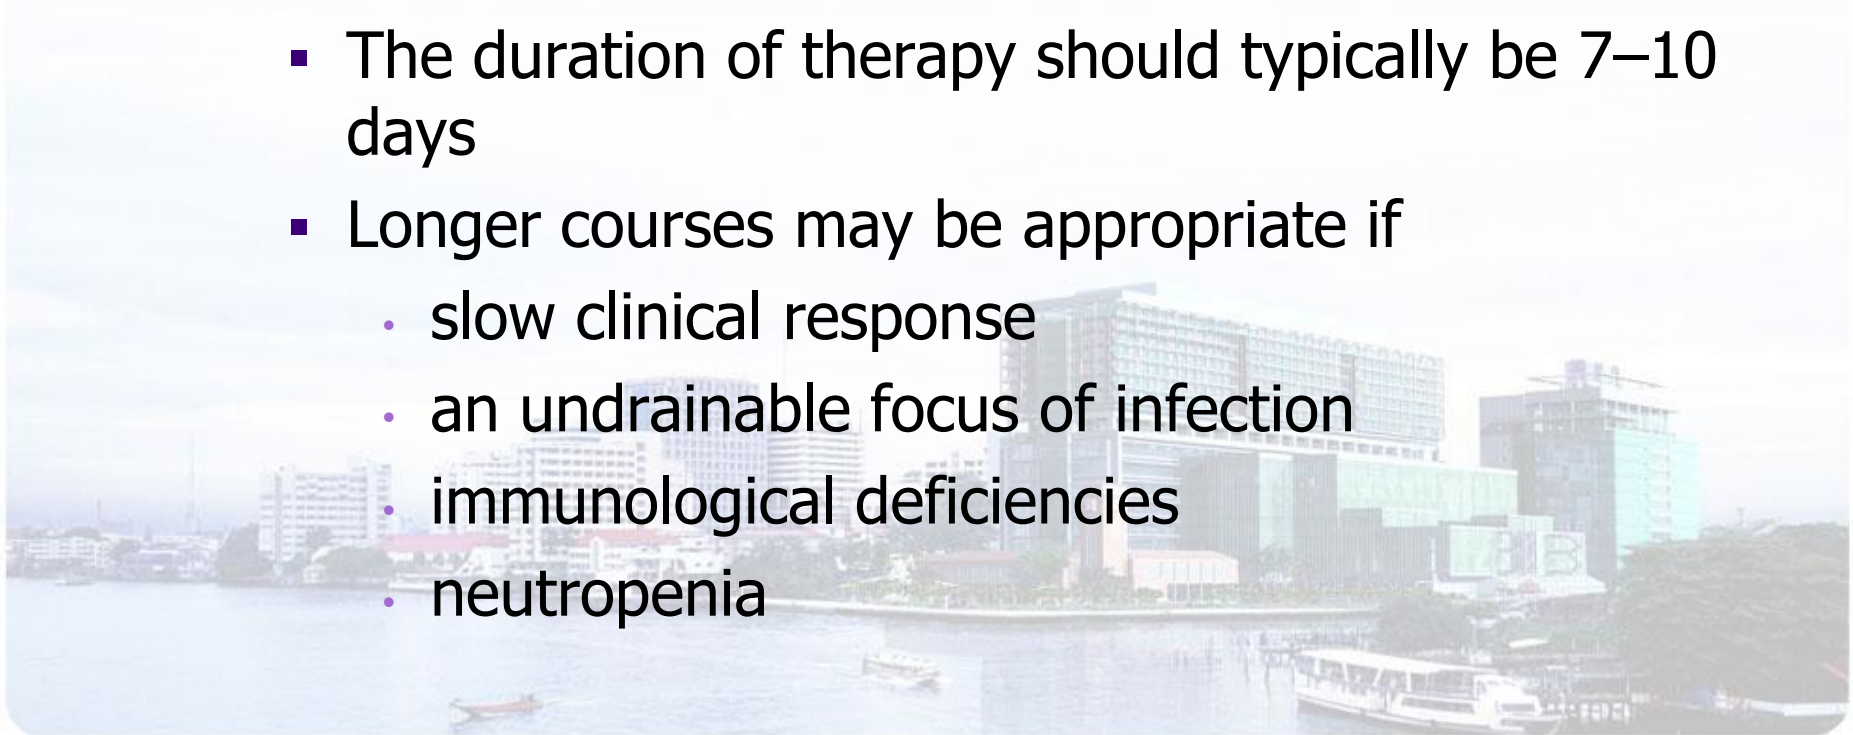 ▪ The duration of therapy should typically be 7–10
days
▪ Longer courses may be appropriate if
• slow clinical response
• an undrainable focus of infection
• immunological deficiencies
• neutropenia